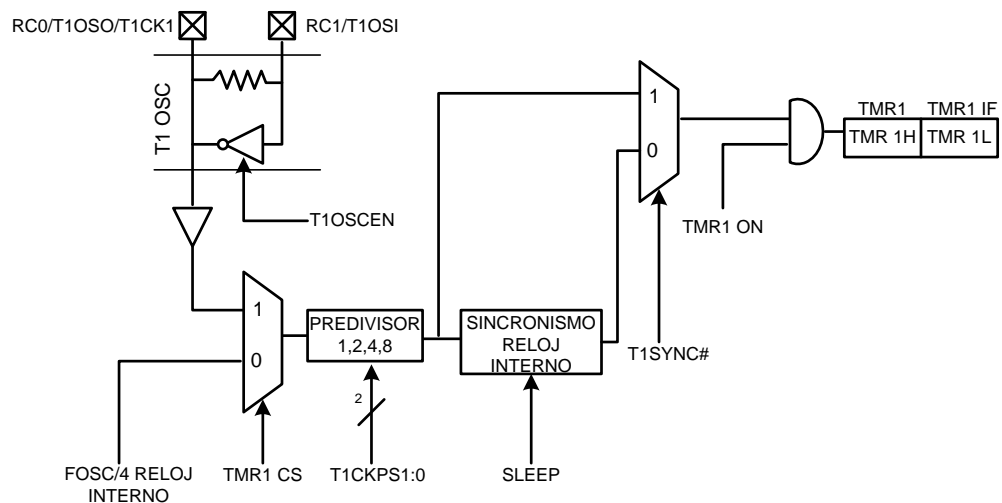 RC0/T1OSO/T1CK1
RC1/T1OSI
T1 OSC
T1OSCEN
1
0
TMR1
TMR1 IF
TMR 1H
TMR 1L
TMR1 ON
1
0
PREDIVISOR
1,2,4,8
SINCRONISMO
RELOJ
INTERNO
T1SYNC#
2
FOSC/4 RELOJ
INTERNO
TMR1 CS
T1CKPS1:0
SLEEP